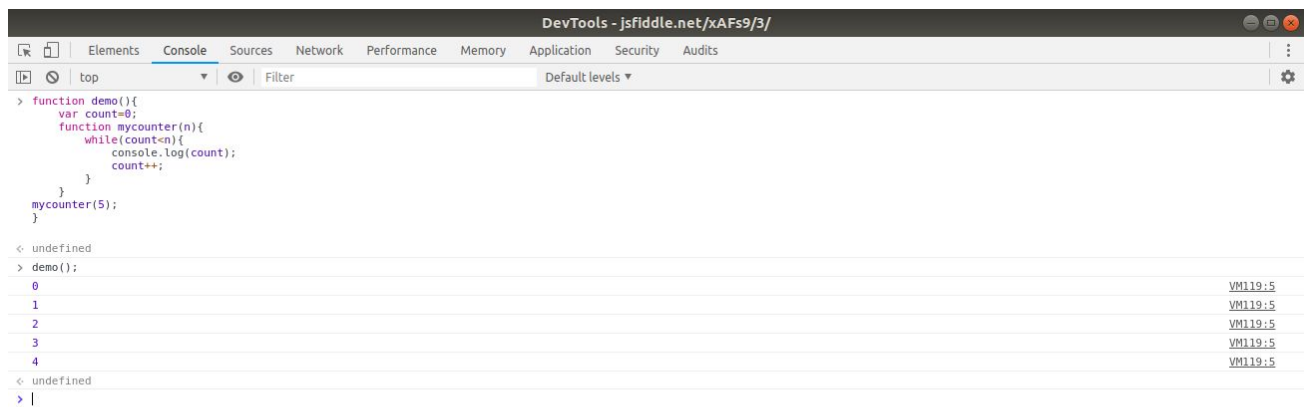 DevTools - jsfiddle.net/xAFs9/3/
Elements Console Sources Network Performance Memory Application Security Audits
top Filter Default levels
> function demo(){
var count=0;
function mycounter(n){
while(count<n){
console.log(count);
count++;
}
}
mycounter(5);
}
undefined
> demo();
0 VM119:5
1 VM119:5
2 VM119:5
3 VM119:5
4 VM119:5
undefined
>